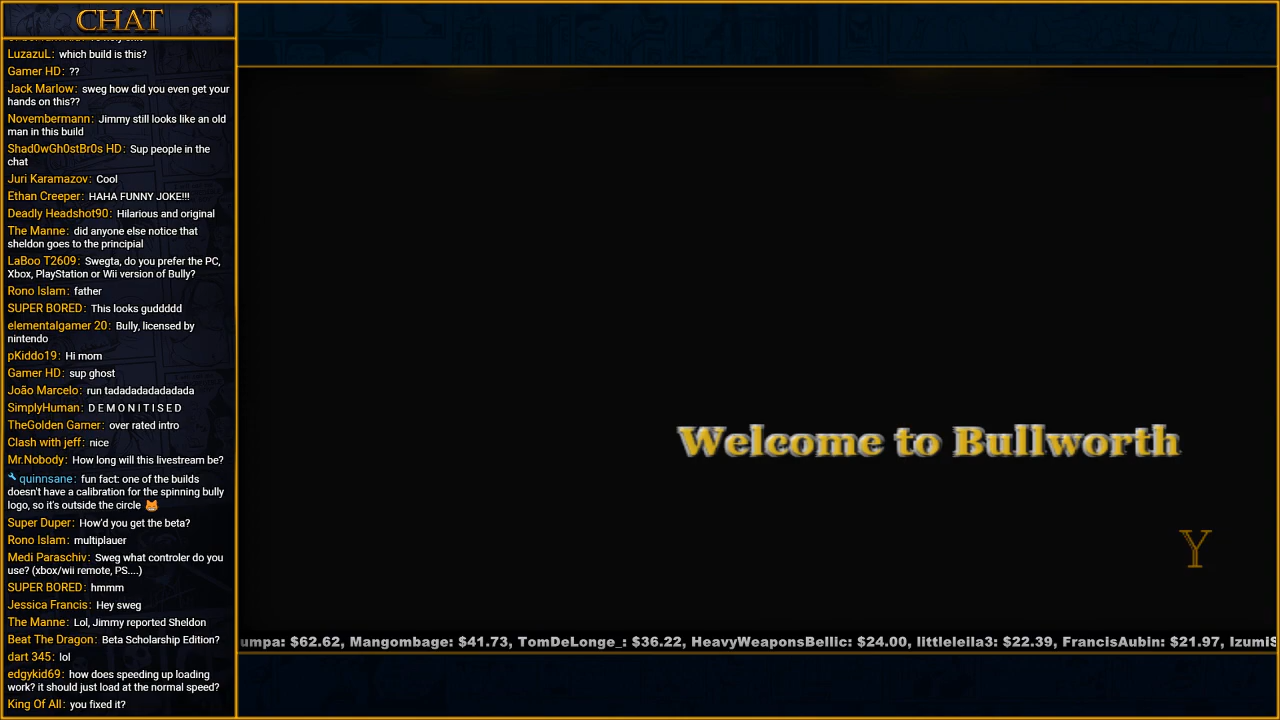 CHAT
LuzazuL: which build is this?
Gamer HD: ??
Jack Marlow: sweg how did you even get your
hands on this??
Novembermann: Jimmy still looks like an old
man in this build
Shad0wGh0stBr0s HD: Sup people in the
chat
Juri Karamazov: Cool
Ethan Creeper: HAHA FUNNY JOKE!!!
Deadly Headshot90: Hilarious and original
The Manne: did anyone else notice that
sheldon goes to the principial
LaBoo T2609: Swegta, do you prefer the PC,
Xbox, PlayStation or Wii version of Bully?
Rono Islam: father
SUPER BORED: This looks guddddd
elementalgamer 20: Bully, licensed by
nintendo
pKiddo19: Hi mom
Gamer HD: sup ghost
João Marcelo: run tadadadadadadada
SimplyHuman: D E M O N I T I S E D
TheGolden Gamer: over rated intro
Clash with jeff: nice
Mr.Nobody: How long will this livestream be?
quinnsane: fun fact: one of the builds
doesn't have a calibration for the spinning bully
logo, so it's outside the circle
Super Duper: How'd you get the beta?
Rono Islam: multiplauer
Medi Paraschiv: Sweg what controler do you
use? (xbox/wii remote, PS....)
SUPER BORED: hmmm
Jessica Francis: Hey sweg
The Manne: Lol, Jimmy reported Sheldon
Beat The Dragon: Beta Scholarship Edition?
dart 345: lol
edgykid69: how does speeding up loading
work? it should just load at the normal speed?
King Of All: you fixed it?
Welcome to Bullworth
Y
umpa: $62.62, Mangombage: $41.73, TomDeLonge_: $36.22, HeavyWeaponsBellic: $24.00, littleleila3: $22.39, FrancisAubin: $21.97, IzumiS